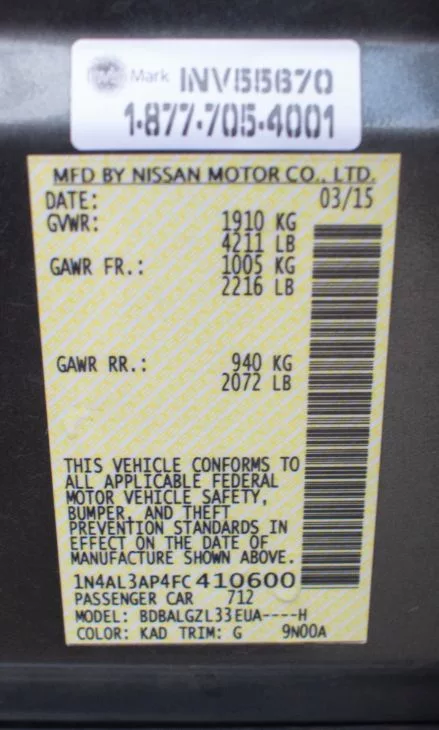 Mark INV55670
1-877-705-4001
MFD BY NISSAN MOTOR CO., LTD.
DATE: 03/15
GVWR: 1910 KG
4211 LB
GAWR FR.: 1005 KG
2216 LB
GAWR RR.: 940 KG
2072 LB
THIS VEHICLE CONFORMS TO
ALL APPLICABLE FEDERAL
MOTOR VEHICLE SAFETY,
BUMPER, AND THEFT
PREVENTION STANDARDS IN
EFFECT ON THE DATE OF
MANUFACTURE SHOWN ABOVE.
1N4AL3AP4FC410600
PASSENGER CAR 712
MODEL: BDBALGZL33EUA----H
COLOR: KAD TRIM: G 9N00A